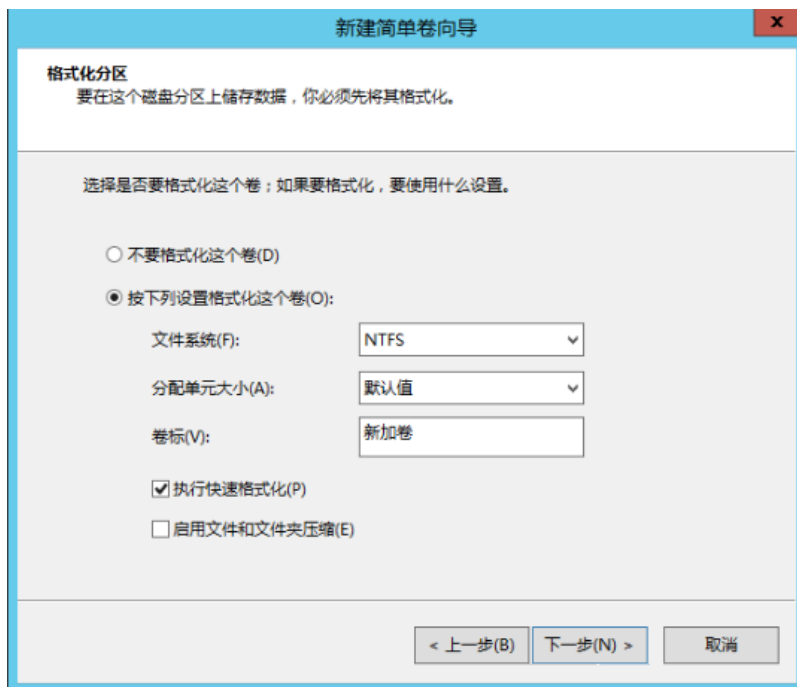 新建简单卷向导
x
格式化分区
要在这个磁盘分区上储存数据，你必须先将其格式化。
选择是否要格式化这个卷；如果要格式化，要使用什么设置。
不要格式化这个卷(D)
按下列设置格式化这个卷(O):
文件系统(F): NTFS
分配单元大小(A): 默认值
卷标(V): 新加卷
执行快速格式化(P)
启用文件和文件夹压缩(E)
< 上一步(B) 下一步(N) > 取消